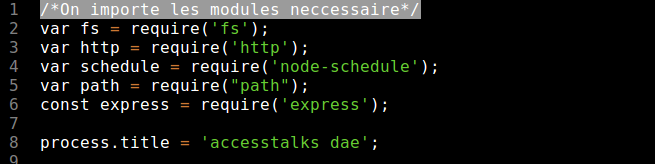 1 /*On importe les modules neccessaire*/
2 var fs = require('fs');
3 var http = require('http');
4 var schedule = require('node-schedule');
5 var path = require("path");
6 const express = require('express');
7
8 process.title = 'accesstalks dae';
9